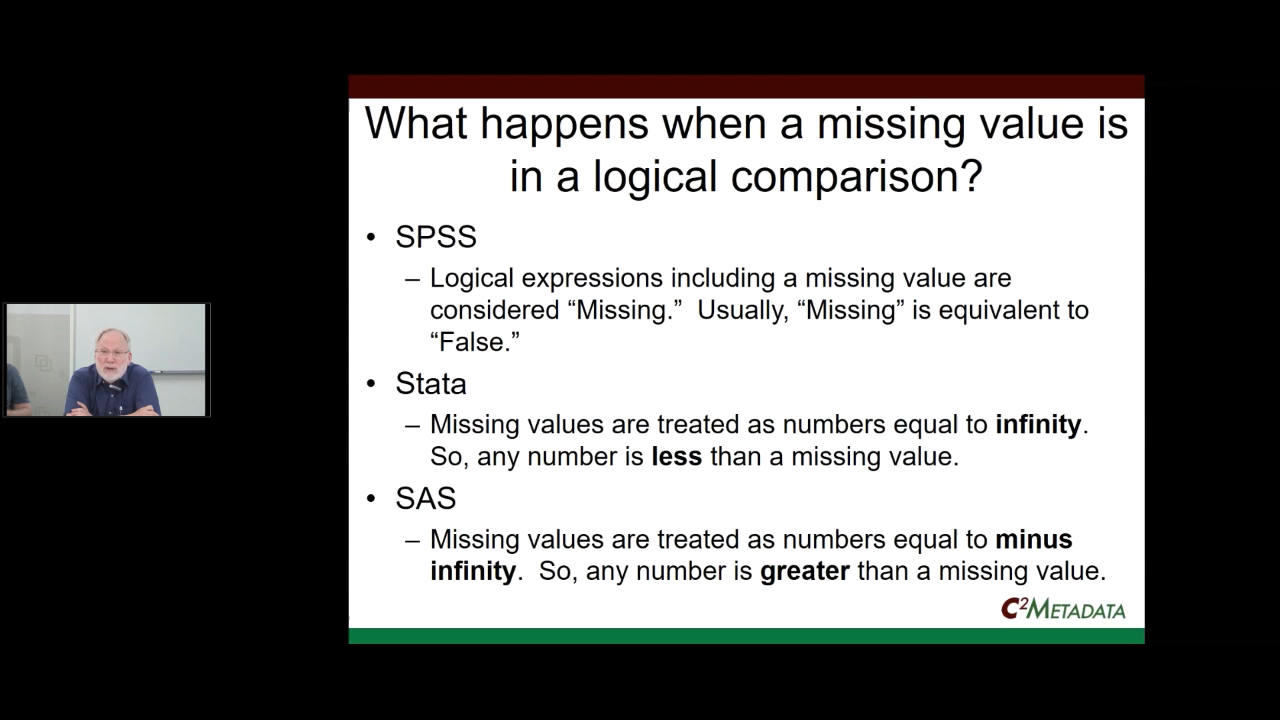 What happens when a missing value is
in a logical comparison?
• SPSS
– Logical expressions including a missing value are
considered “Missing.”  Usually, “Missing” is equivalent to
“False.”
• Stata
– Missing values are treated as numbers equal to infinity.
So, any number is less than a missing value.
• SAS
– Missing values are treated as numbers equal to minus
infinity.  So, any number is greater than a missing value.
C²METADATA